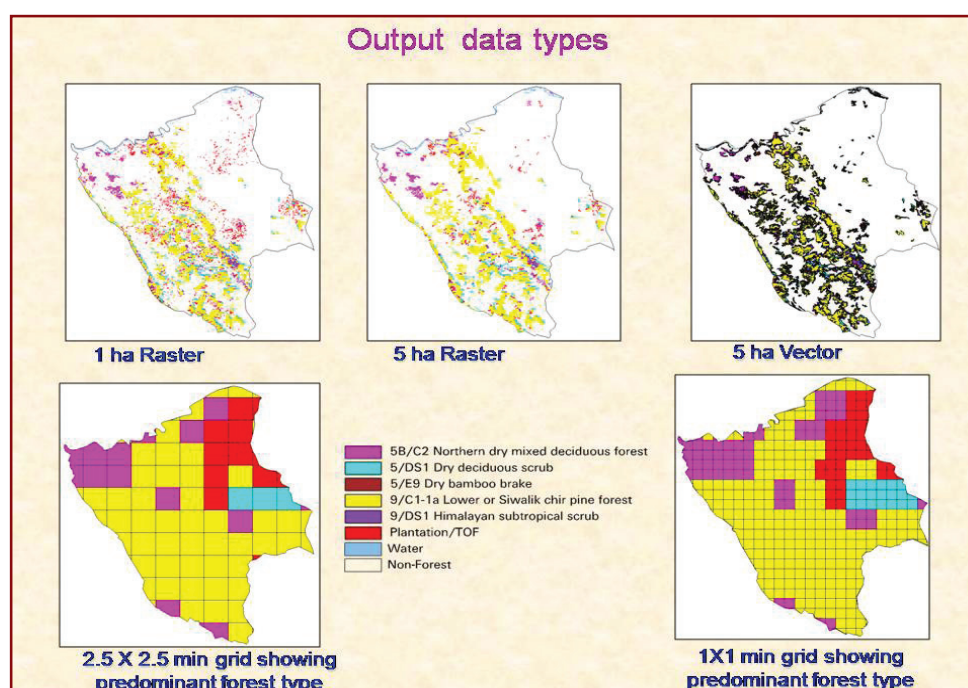 Output data types
1 ha Raster
5 ha Raster
5 ha Vector
5B/C2 Northern dry mixed deciduous forest
5/DS1 Dry deciduous scrub
5/E9 Dry bamboo brake
9/C1-1a Lower or Siwalik chir pine forest
9/DS1 Himalayan subtropical scrub
Plantation/TOF
Water
Non-Forest
2.5 X 2.5 min grid showing
predominant forest type
1X1 min grid showing
predominant forest type